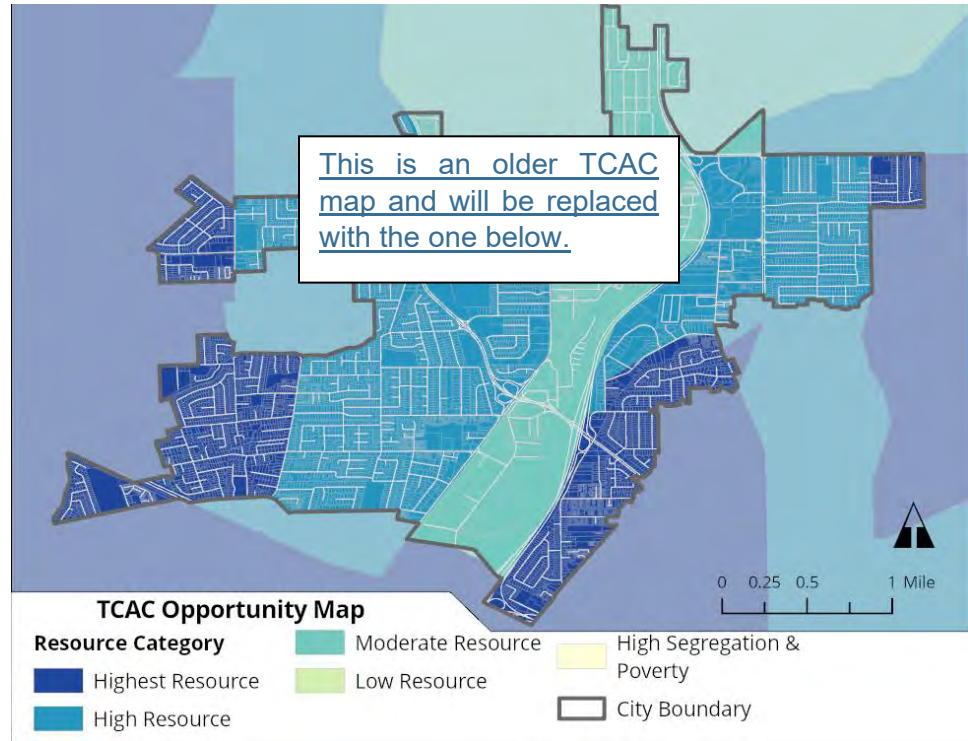 This is an older TCAC
map and will be replaced
with the one below.
0 0.25 0.5 1 Mile
TCAC Opportunity Map
Resource Category
Highest Resource
High Resource
Moderate Resource
Low Resource
High Segregation &
Poverty
City Boundary